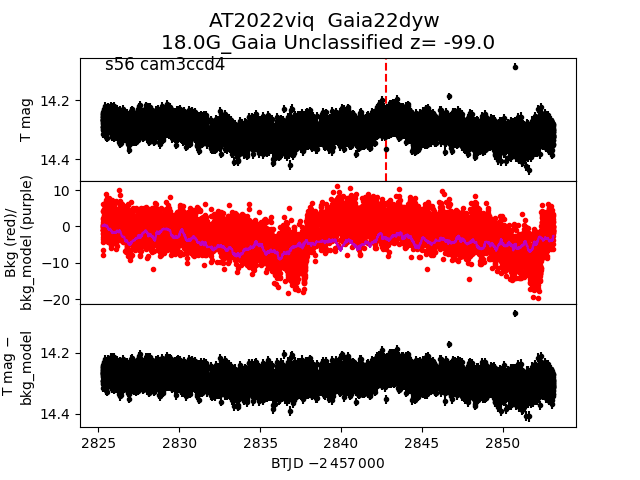 AT2022viq  Gaia22dyw
18.0G_Gaia Unclassified z= -99.0
s56 cam3ccd4
T mag
14.2
14.4
Bkg (red)/
bkg_model (purple)
10
0
−10
−20
T mag −
bkg_model
14.2
14.4
2825 2830 2835 2840 2845 2850
BTJD −2 457 000